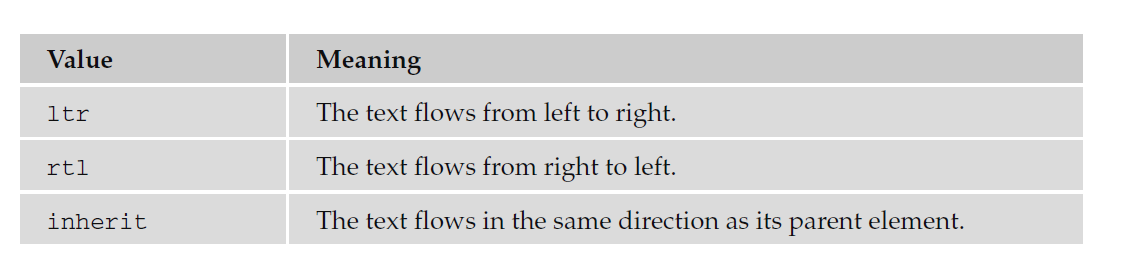 Value Meaning
ltr The text flows from left to right.
rtl The text flows from right to left.
inherit The text flows in the same direction as its parent element.